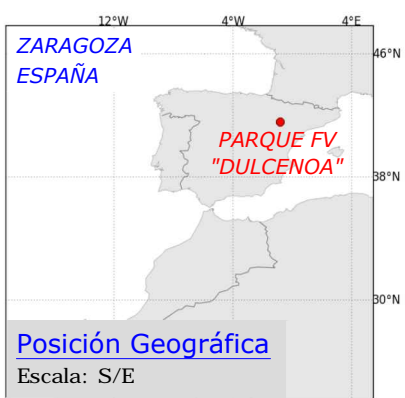 12°W 4°W 4°E
ZARAGOZA
ESPAÑA
46°N
PARQUE FV
"DULCENOA"
38°N
30°N
Posición Geográfica
Escala: S/E